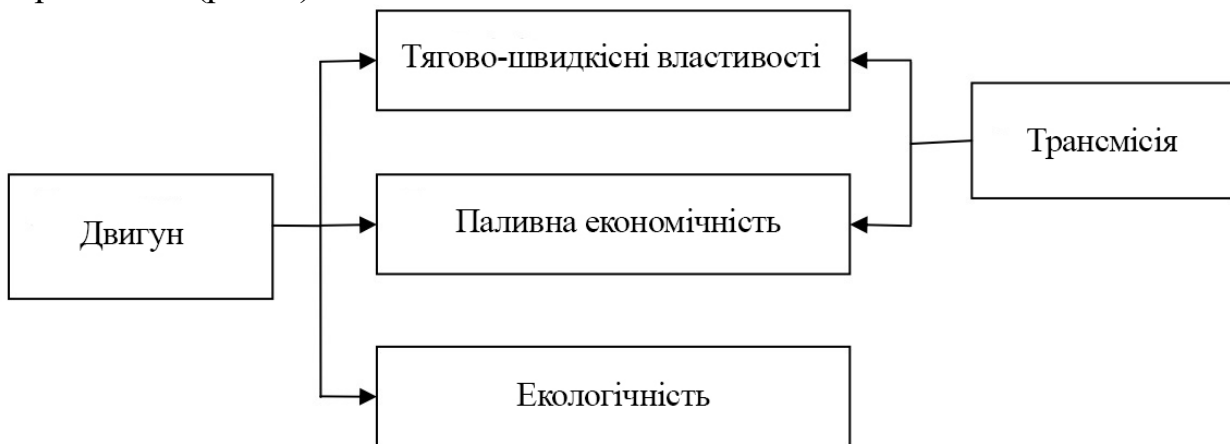 Тягово-швидкісні властивості
Трансмісія
Двигун
Паливна економічність
Екологічність